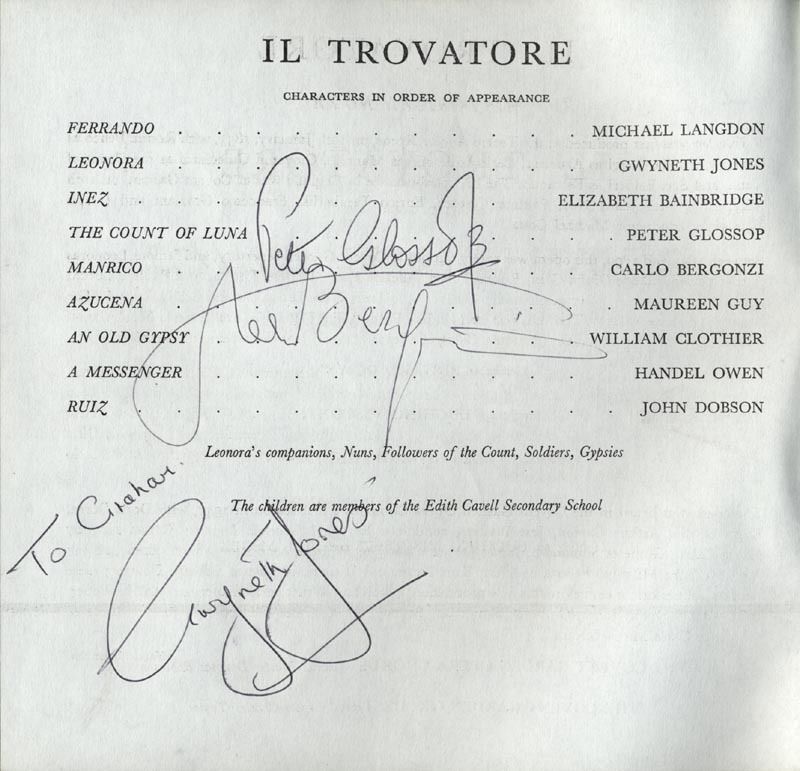 IL TROVATORE
CHARACTERS IN ORDER OF APPEARANCE
FERRANDO . . . . . . . . . . . MICHAEL LANGDON
LEONORA . . . . . . . . . . . GWYNETH JONES
INEZ . . . . . . . . . . ELIZABETH BAINBRIDGE
THE COUNT OF LUNA . . . . . . . . . PETER GLOSSOP
Peter Glossop
MANRICO . . . . . . . . . . . CARLO BERGONZI
AZUCENA . . . . . . . . . . . . MAUREEN GUY
AN OLD GYPSY . . . . . . . . . . WILLIAM CLOTHIER
A MESSENGER . . . . . . . . . . HANDEL OWEN
RUIZ . . . . . . . . . . . . . JOHN DOBSON
Leonora's companions, Nuns, Followers of the Count, Soldiers, Gypsies
The children are members of the Edith Cavell Secondary School
To Graham.
Gwyneth Jones